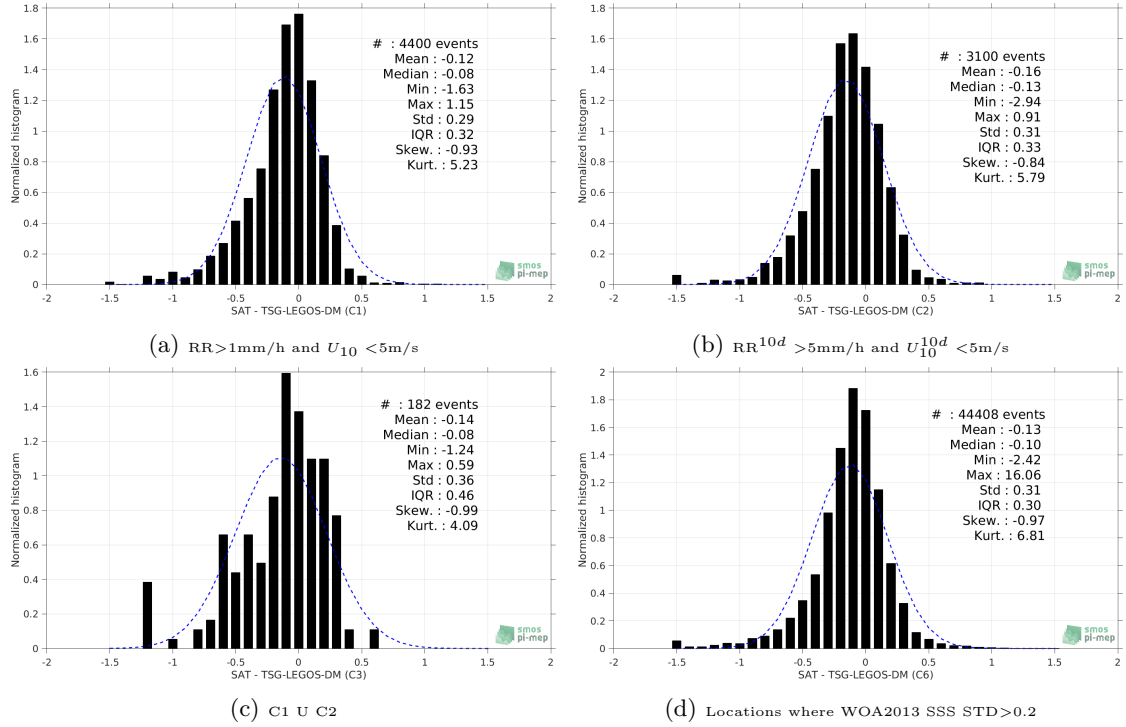 1.8
1.6
1.4
1.2
1
0.8
0.6
0.4
0.2
0
Normalized histogram
# : 4400 events
Mean : -0.12
Median : -0.08
Min : -1.63
Max : 1.15
Std : 0.29
IQR : 0.32
Skew. : -0.93
Kurt. : 5.23
smos
pi-mep
-2 -1.5 -1 -0.5 0 0.5 1 1.5 2
SAT - TSG-LEGOS-DM (C1)
(a) RR>1mm/h and U10 <5m/s
1.8
1.6
1.4
1.2
1
0.8
0.6
0.4
0.2
0
Normalized histogram
# : 3100 events
Mean : -0.16
Median : -0.13
Min : -2.94
Max : 0.91
Std : 0.31
IQR : 0.33
Skew. : -0.84
Kurt. : 5.79
smos
pi-mep
-2 -1.5 -1 -0.5 0 0.5 1 1.5 2
SAT - TSG-LEGOS-DM (C2)
(b) RR^10d >5mm/h and U10^10d <5m/s
1.6
1.4
1.2
1
0.8
0.6
0.4
0.2
0
Normalized histogram
# : 182 events
Mean : -0.14
Median : -0.08
Min : -1.24
Max : 0.59
Std : 0.36
IQR : 0.46
Skew. : -0.99
Kurt. : 4.09
smos
pi-mep
-2 -1.5 -1 -0.5 0 0.5 1 1.5 2
SAT - TSG-LEGOS-DM (C3)
(c) C1 U C2
2
1.8
1.6
1.4
1.2
1
0.8
0.6
0.4
0.2
0
Normalized histogram
# : 44408 events
Mean : -0.13
Median : -0.10
Min : -2.42
Max : 16.06
Std : 0.31
IQR : 0.30
Skew. : -0.97
Kurt. : 6.81
smos
pi-mep
-2 -1.5 -1 -0.5 0 0.5 1 1.5 2
SAT - TSG-LEGOS-DM (C6)
(d) Locations where WOA2013 SSS STD>0.2